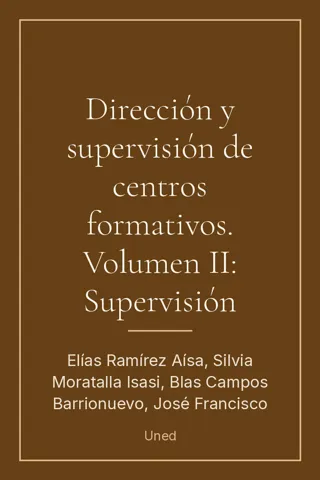 Dirección y
supervisión de
centros
formativos.
Volumen II:
Supervisión
Elías Ramírez Aísa, Silvia
Moratalla Isasi, Blas Campos
Barrionuevo, José Francisco
Uned